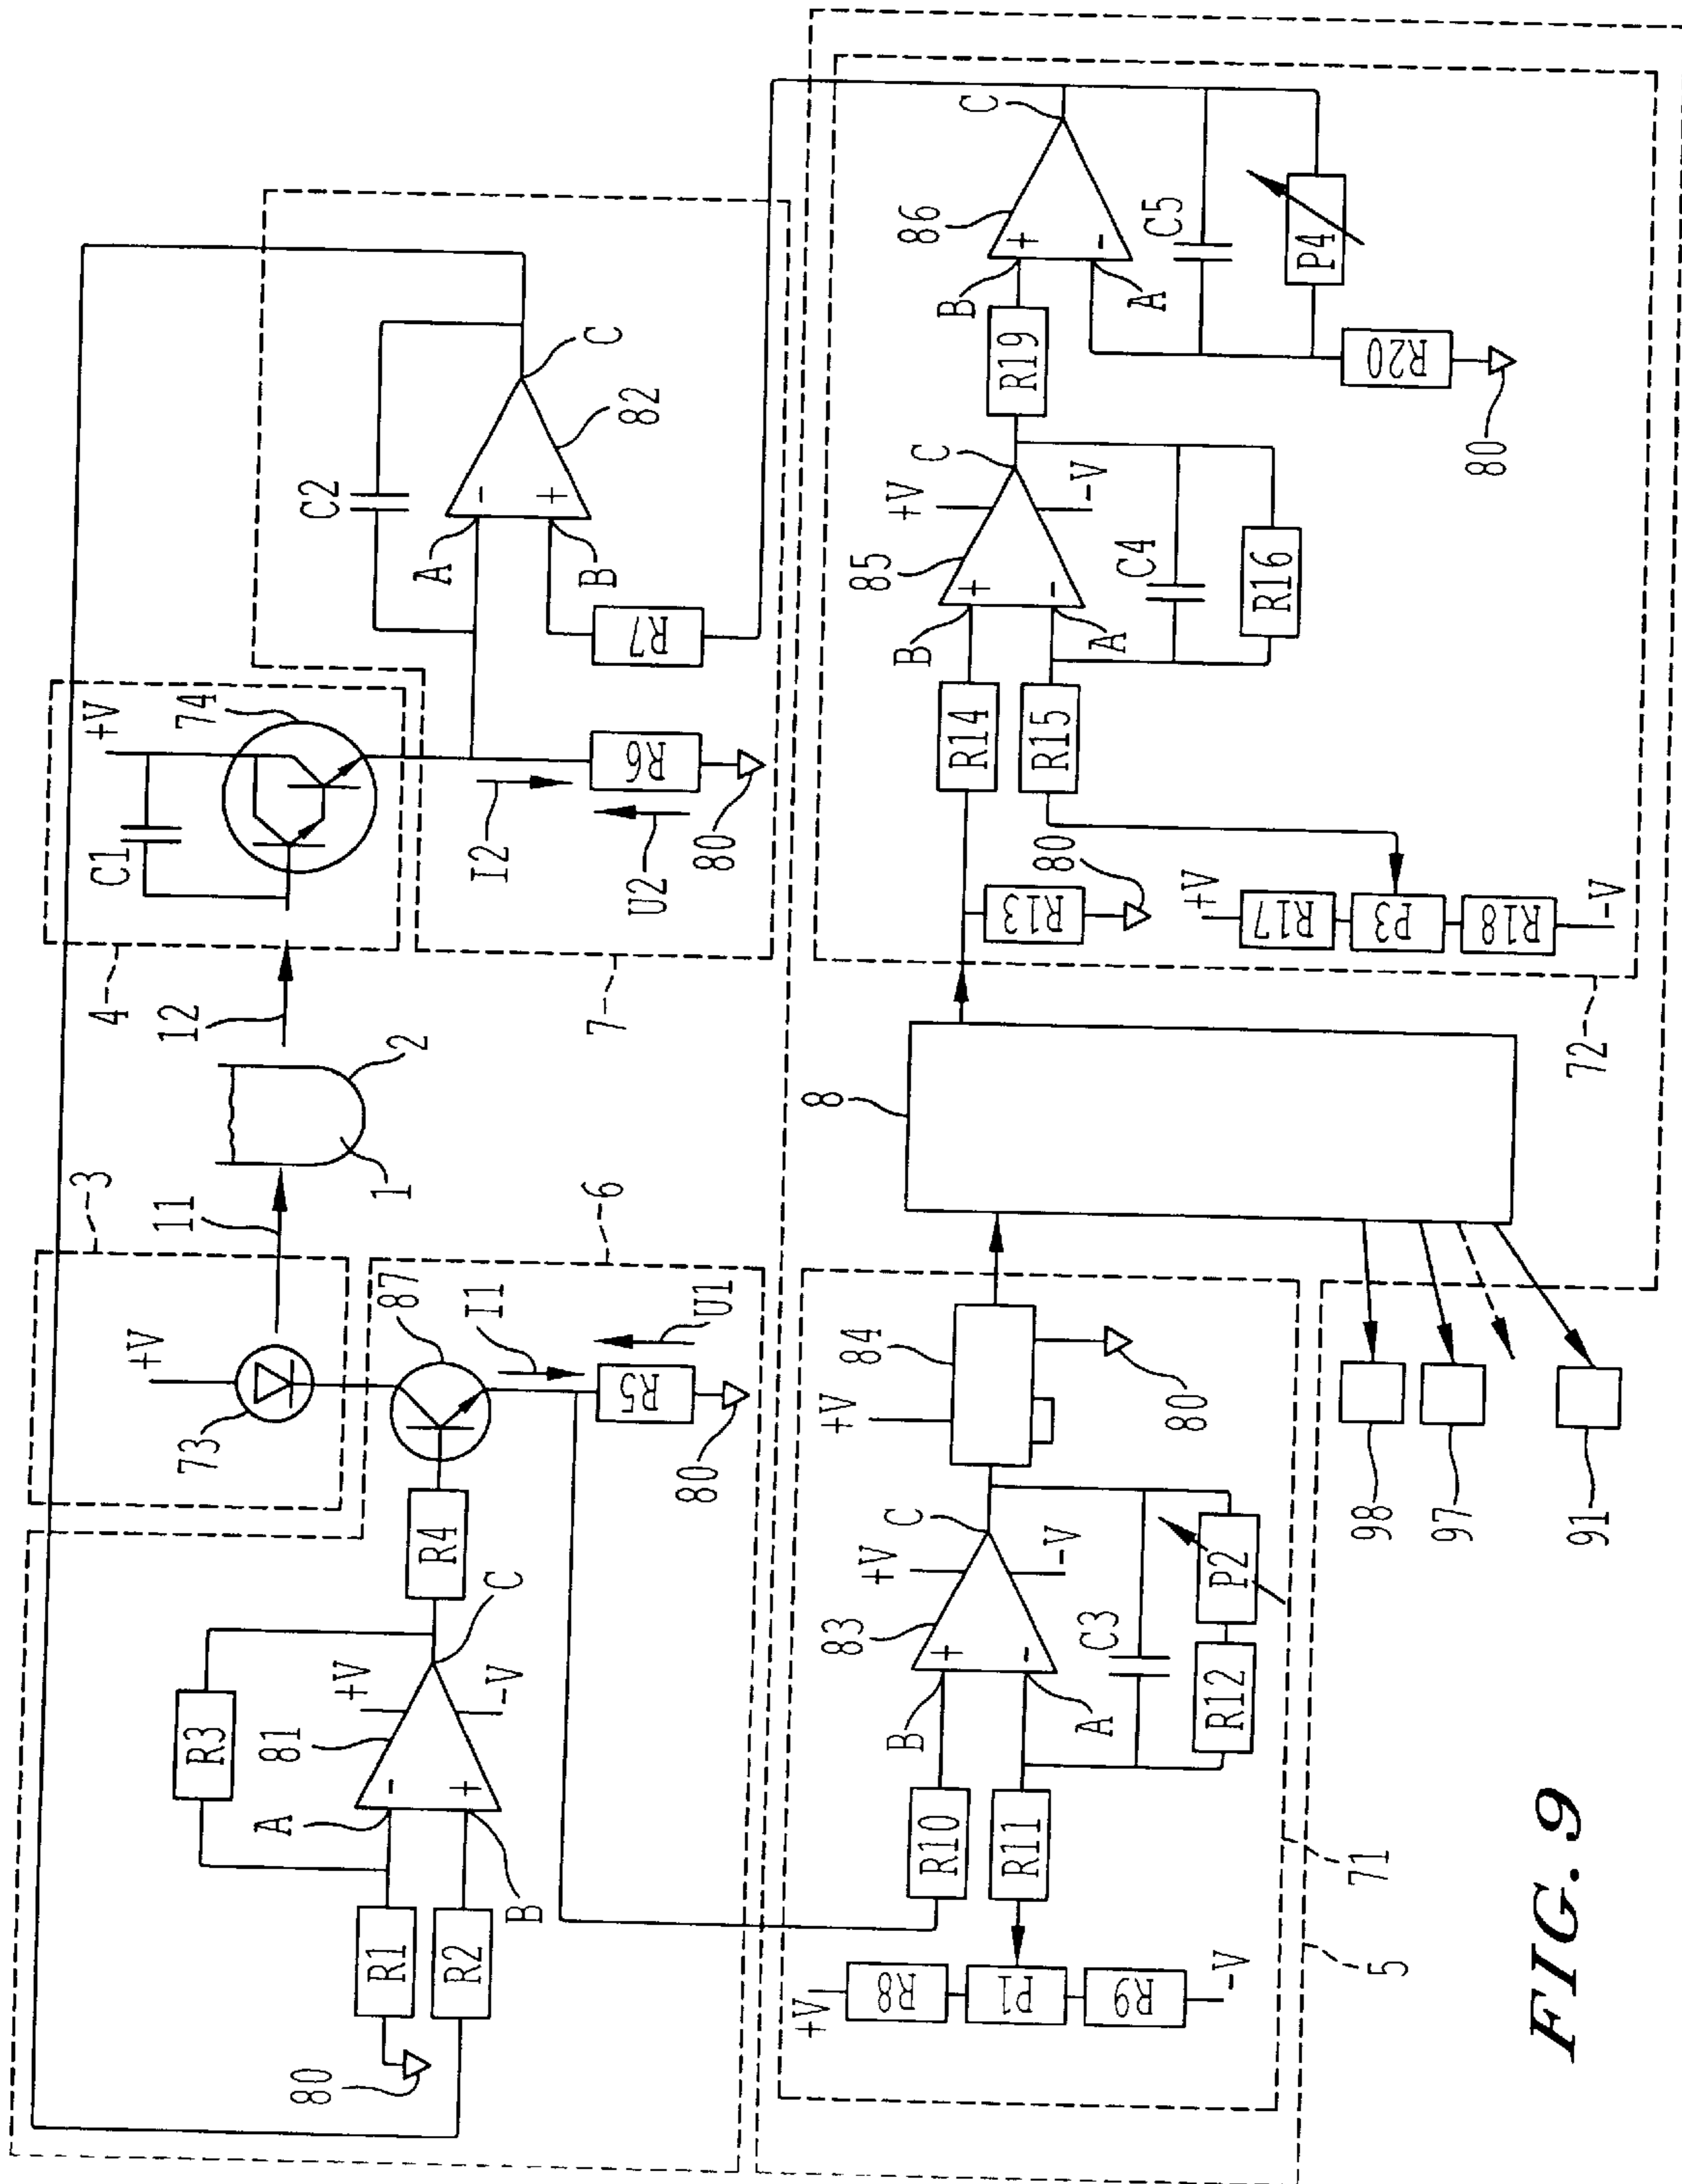 +V
C1
74
4
12
3
11
+V
73
2
1
C2
A
B
C
82
R7
I2
R6
U2
80
7
6
87
I1
U1
R5
80
R3
81
+V
-V
A
-
+
B
C
R4
R1
R2
80
-
+
C
86
B
+
-
A
C5
P4
R19
R20
80
C
+V
-V
85
B
+
-
A
C4
R16
R14
R15
R13
80
+V
R17
P3
R18
-V
72
8
84
+V
80
98
97
91
C
+V
-V
83
B
+
-
A
C3
P2
R12
R10
R11
+V
R8
P1
R9
-V
71
5
FIG. 9